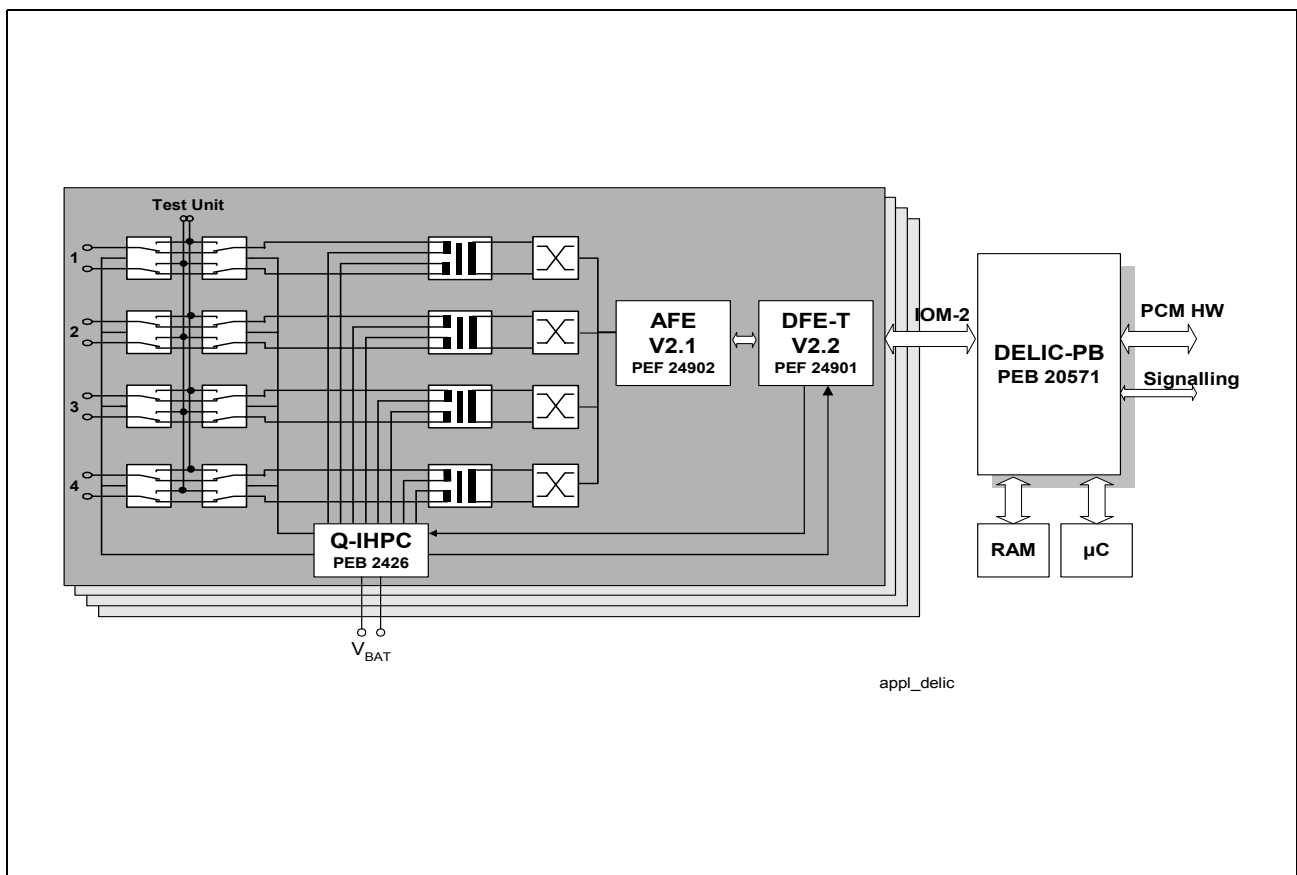 Test Unit
1
2
3
4
AFE
V2.1
PEF 24902
DFE-T
V2.2
PEF 24901
IOM-2
DELIC-PB
PEB 20571
PCM HW
Signalling
Q-IHPC
PEB 2426
RAM
µC
VBAT
appl_delic